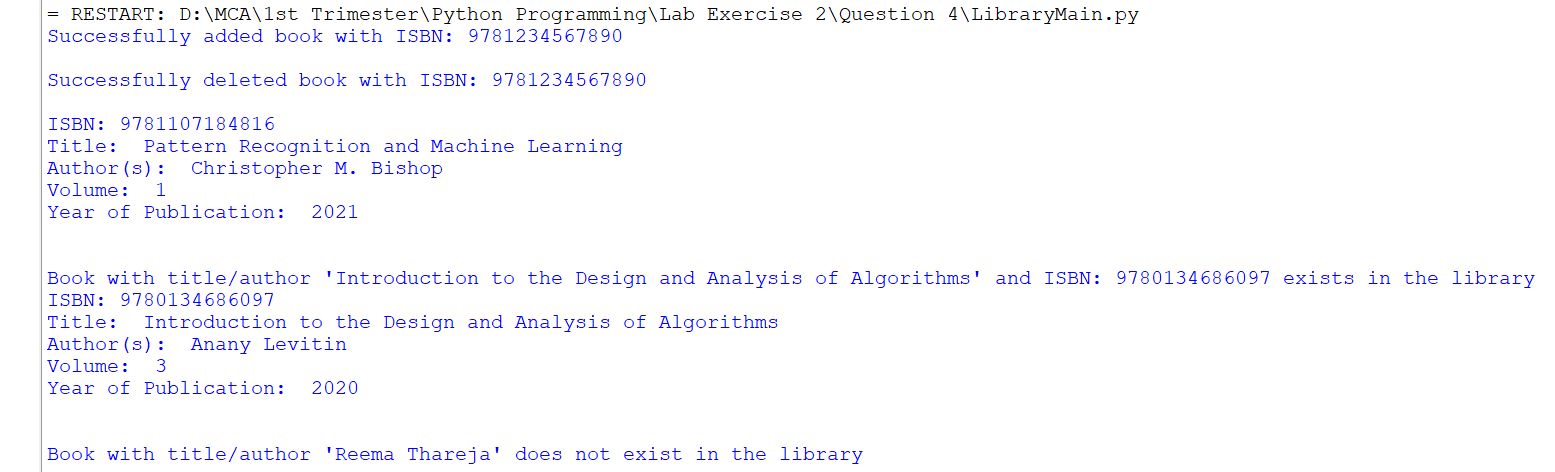 = RESTART: D:\MCA\1st Trimester\Python Programming\Lab Exercise 2\Question 4\LibraryMain.py
Successfully added book with ISBN: 9781234567890
Successfully deleted book with ISBN: 9781234567890
ISBN: 9781107184816
Title:  Pattern Recognition and Machine Learning
Author(s):  Christopher M. Bishop
Volume:  1
Year of Publication:  2021
Book with title/author 'Introduction to the Design and Analysis of Algorithms' and ISBN: 9780134686097 exists in the library
ISBN: 9780134686097
Title:  Introduction to the Design and Analysis of Algorithms
Author(s):  Anany Levitin
Volume:  3
Year of Publication:  2020
Book with title/author 'Reema Thareja' does not exist in the library